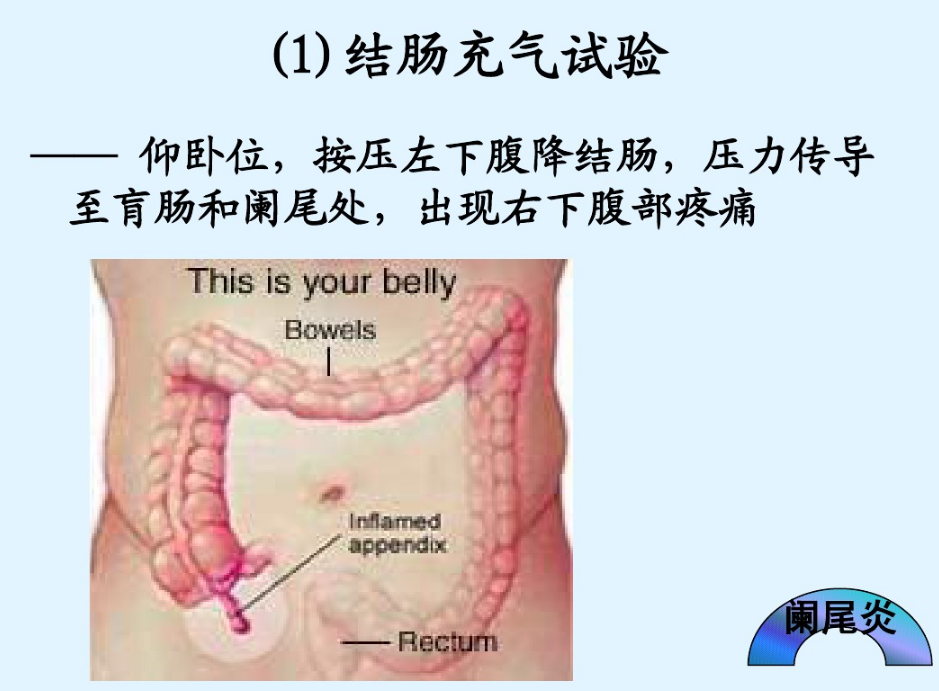 (1)结肠充气试验
—— 仰卧位，按压左下腹降结肠，压力传导
至盲肠和阑尾处，出现右下腹部疼痛
This is your belly
Bowels
Inflamed
appendix
Rectum
阑尾炎